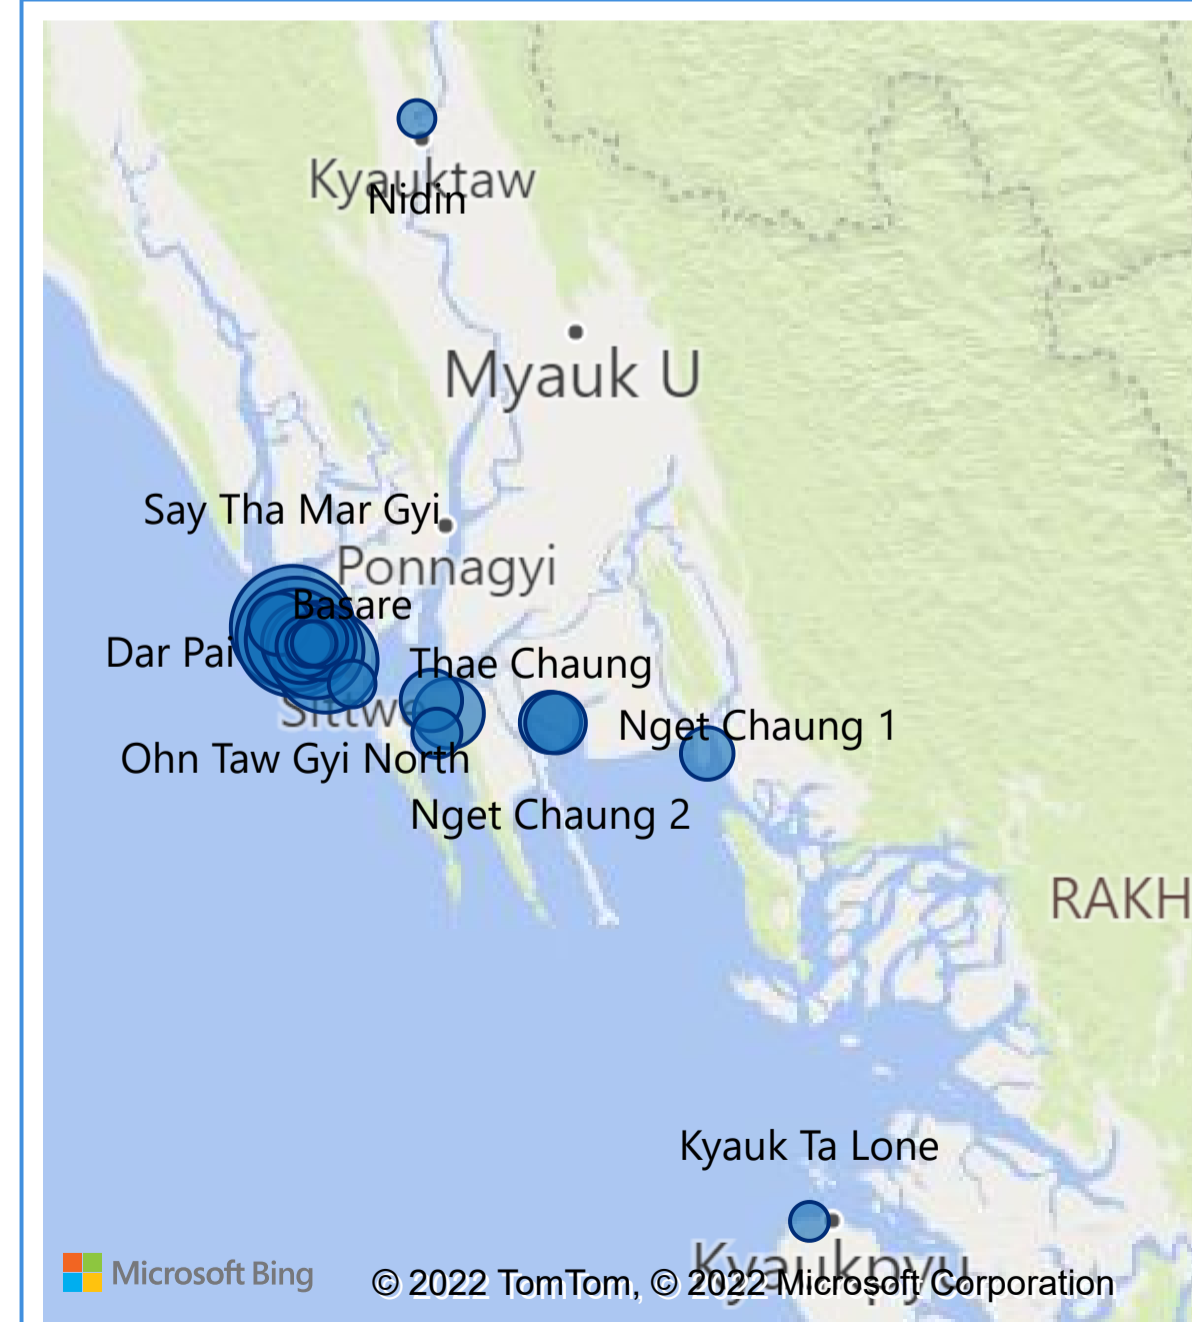 Kyauktaw
Nidin
Myauk U
Say Tha Mar Gyi
Ponnagyi
Basare
Dar Pai
Thae Chaung
Sittwe
Nget Chaung 1
Ohn Taw Gyi North
Nget Chaung 2
RAKH
Kyauk Ta Lone
Kyaukpyu
Microsoft Bing
© 2022 TomTom, © 2022 Microsoft Corporation